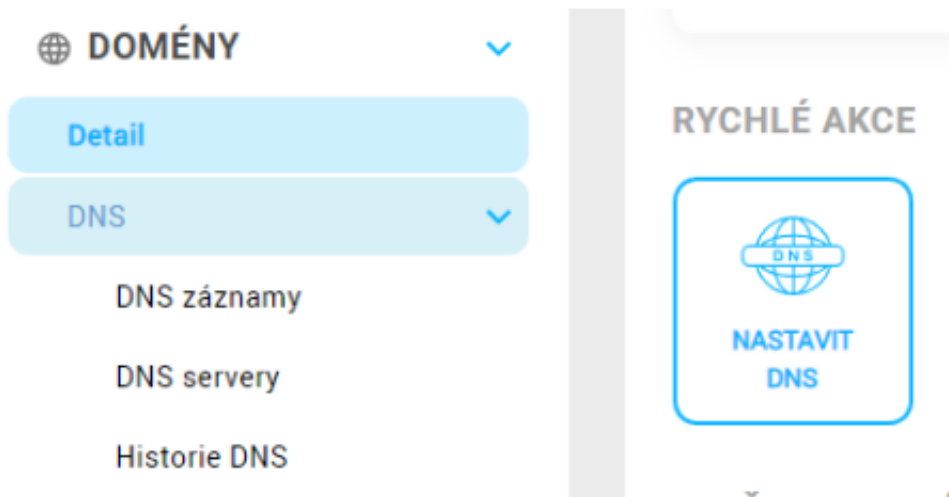 DOMÉNY
Detail
DNS
DNS záznamy
DNS servery
Historie DNS
RYCHLÉ AKCE
DNS
NASTAVIT
DNS